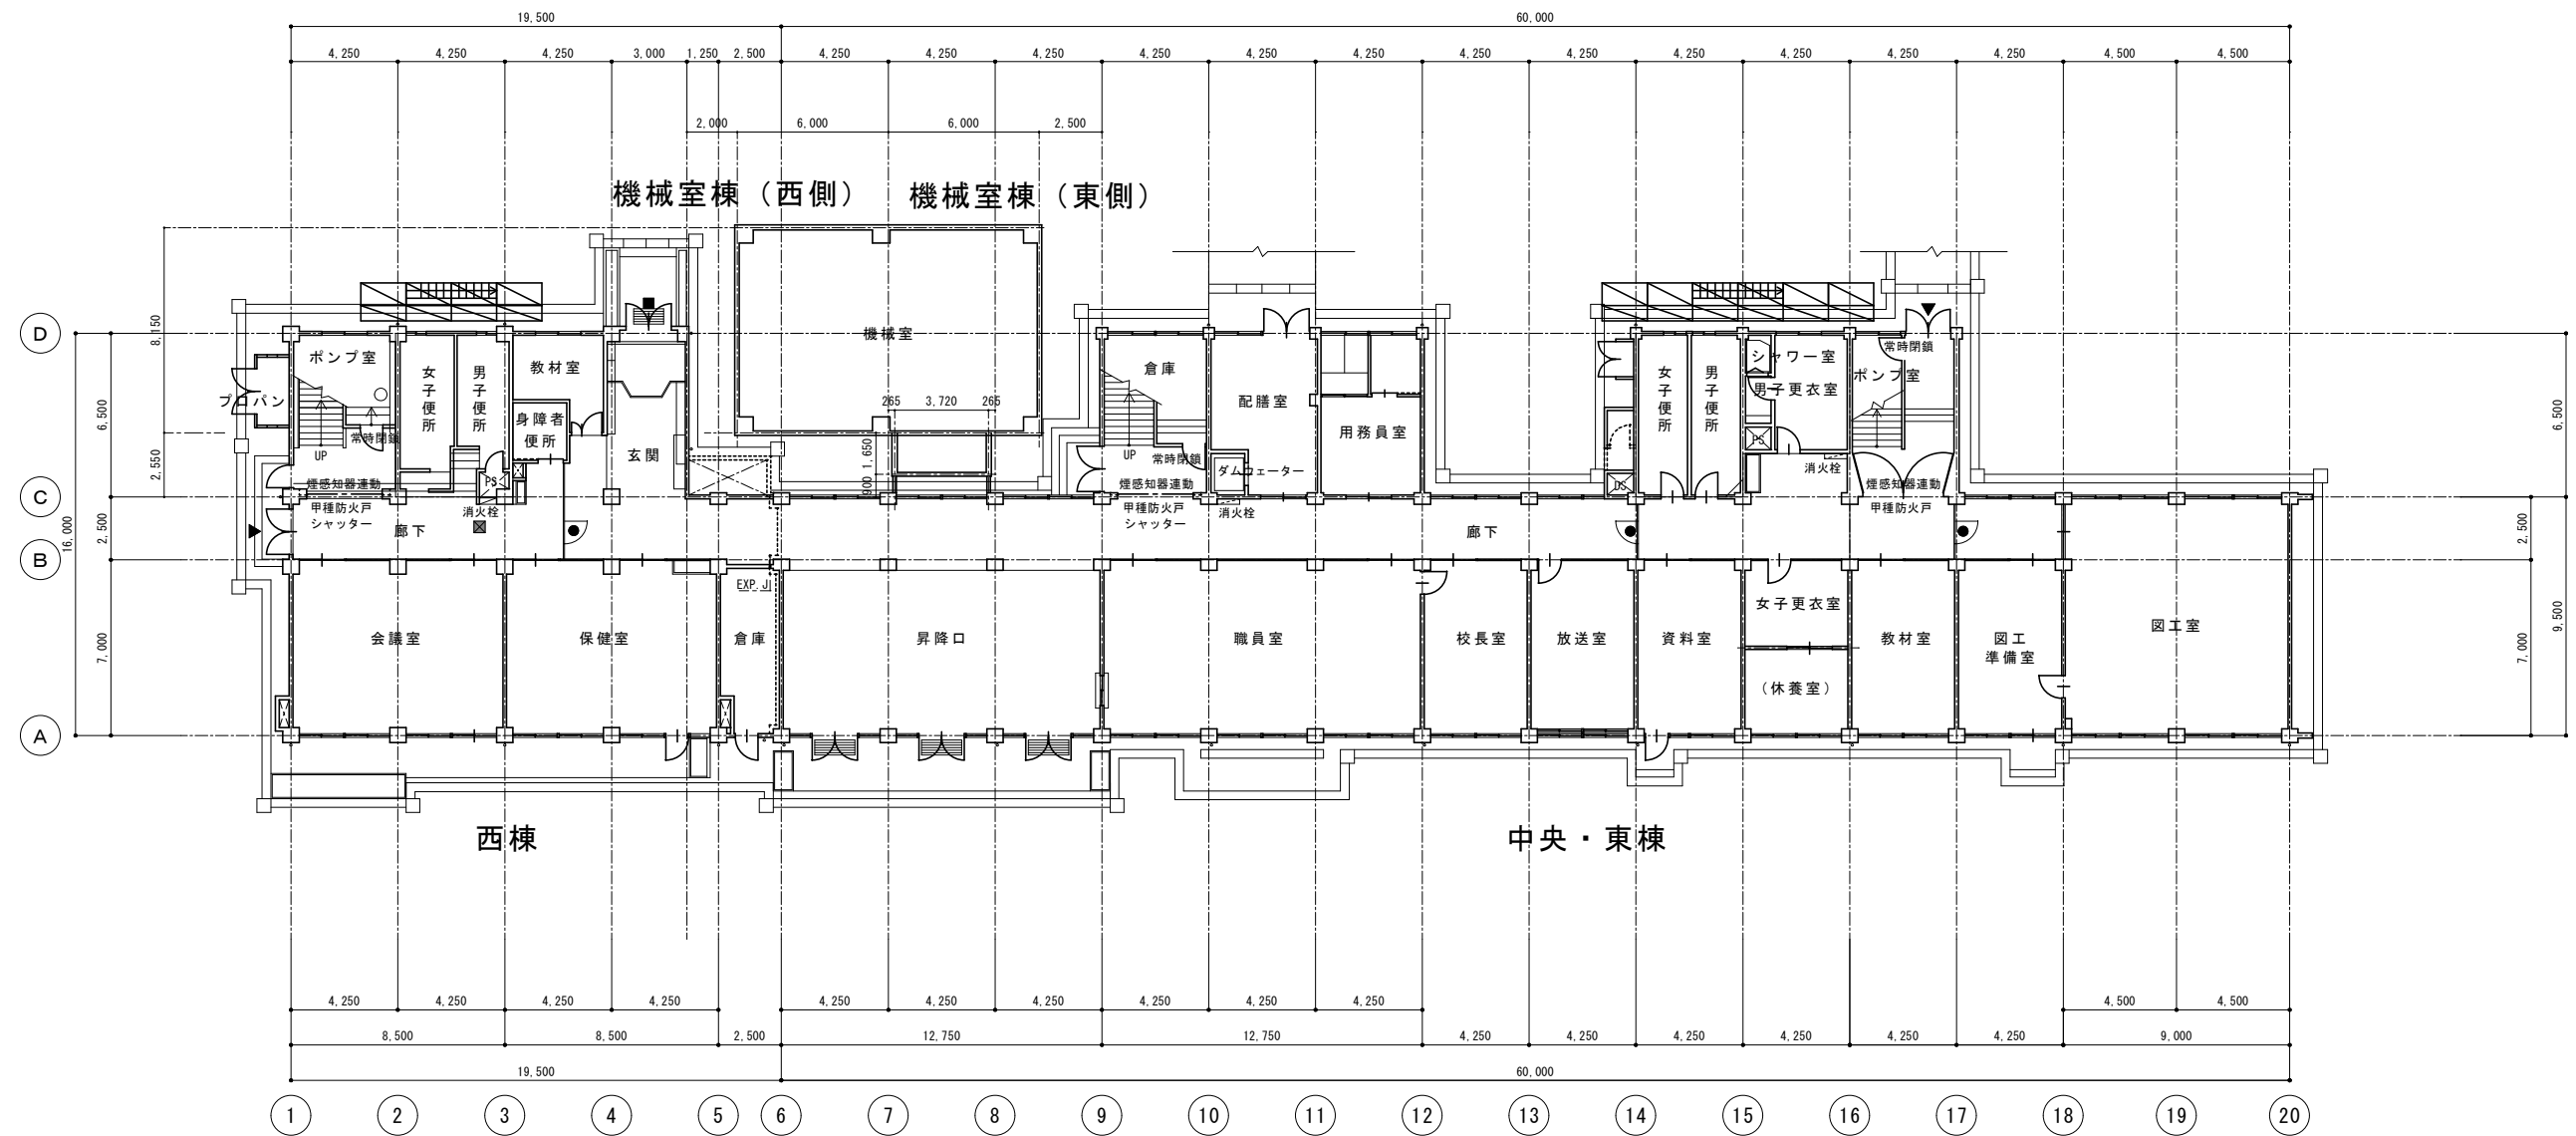 19,500 60,000
4,250 4,250 4,250 3,000 1,250 2,500 4,250 4,250 4,250 4,250 4,250 4,250 4,250 4,250 4,250 4,250 4,250 4,250 4,500 4,500
2,000 6,000 6,000 2,500
機械室棟（西側） 機械室棟（東側）
D
C
B
A
16,000
6,500
2,500
7,000
8,150
2,550
6,500
2,500
7,000
9,500
プロパン
ポンプ室
常時閉鎖
UP
煙感知器連動
甲種防火戸
シャッター
女子便所
男子便所
PS
消火栓
教材室
身障者
便所
玄関
廊下
機械室
265 3,720 265
1,650
900
倉庫
UP
常時閉鎖
煙感知器連動
甲種防火戸
シャッター
配膳室
ダムウェーター
消火栓
用務員室
廊下
DS
女子便所
男子便所
シャワー室
男子更衣室
PS
消火栓
常時閉鎖
ポンプ室
煙感知器連動
甲種防火戸
会議室
保健室
EXP.J
倉庫
昇降口
職員室
校長室
放送室
資料室
女子更衣室
（休養室）
教材室
図工
準備室
図工室
西棟
中央・東棟
4,250 4,250 4,250 4,250 4,250 4,250 4,250 4,250 4,250 4,250 4,500 4,500
8,500 8,500 2,500 12,750 12,750 4,250 4,250 4,250 4,250 4,250 4,250 9,000
19,500 60,000
1 2 3 4 5 6 7 8 9 10 11 12 13 14 15 16 17 18 19 20